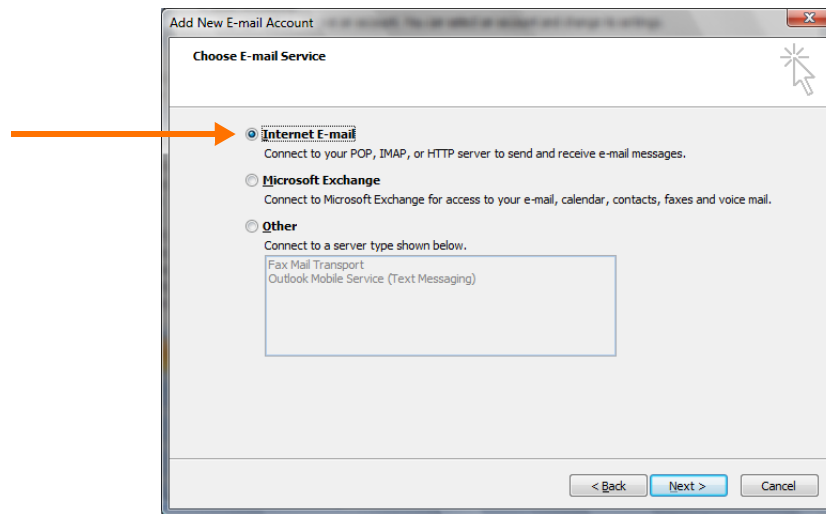 Add New E-mail Account
Choose E-mail Service
Internet E-mail
Connect to your POP, IMAP, or HTTP server to send and receive e-mail messages.
Microsoft Exchange
Connect to Microsoft Exchange for access to your e-mail, calendar, contacts, faxes and voice mail.
Other
Connect to a server type shown below.
Fax Mail Transport
Outlook Mobile Service (Text Messaging)
< Back Next > Cancel